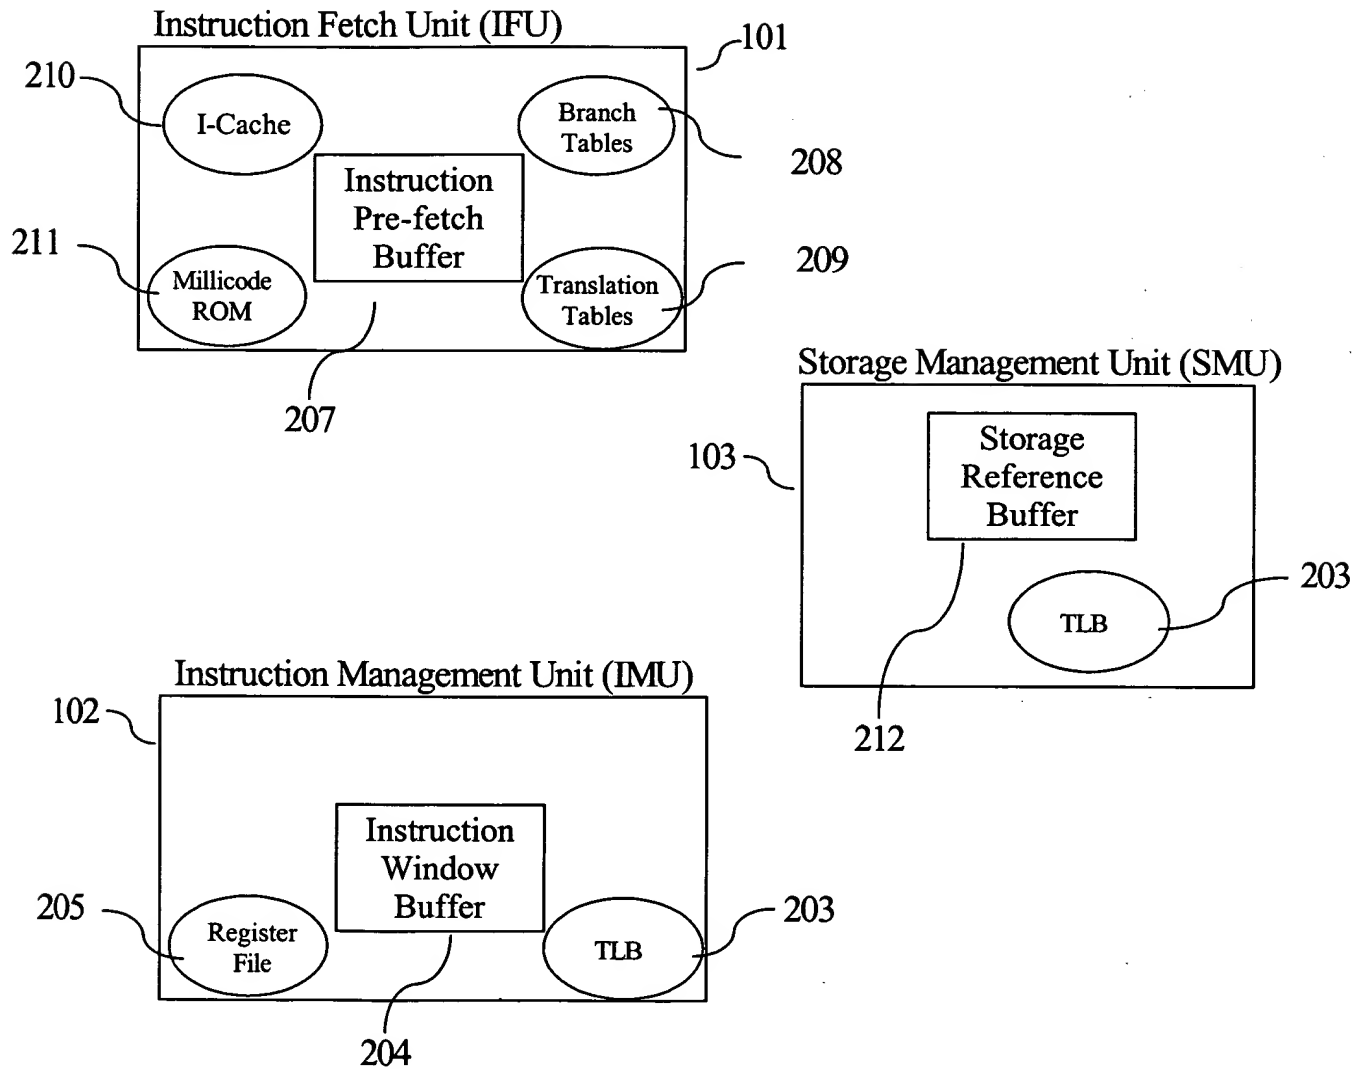 Instruction Fetch Unit (IFU)
101
210
I-Cache
Branch
Tables
208
Instruction
Pre-fetch
Buffer
211
Millicode
ROM
209
Translation
Tables
207
Storage Management Unit (SMU)
103
Storage
Reference
Buffer
203
TLB
212
Instruction Management Unit (IMU)
102
Instruction
Window
Buffer
205
Register
File
TLB
203
204